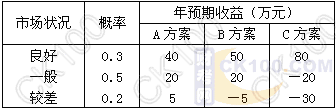 市场状况 概率 年预期收益（万元）
A方案 B方案 C方案
良好 0.3 40 50 80
一般 0.5 20 20 －20
较差 0.2 5 －5 －30